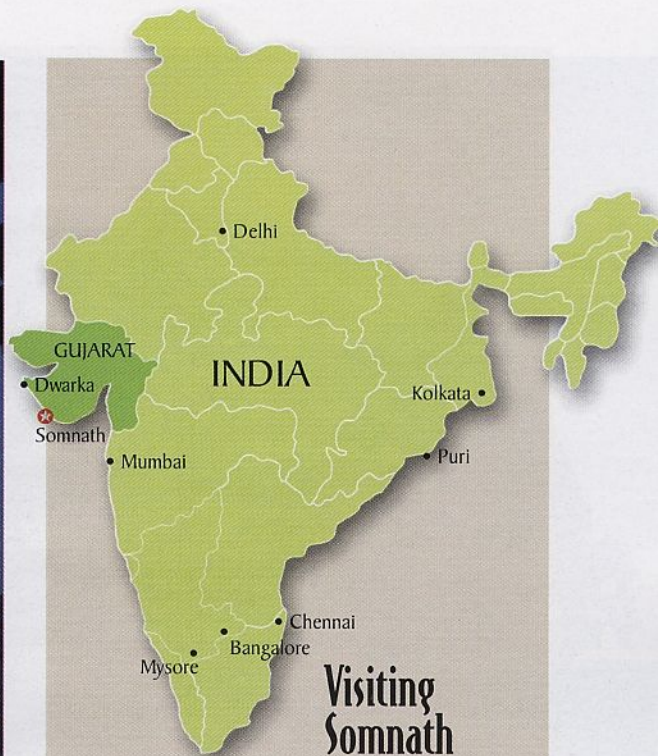 Delhi
GUJARAT
INDIA
Dwarka
Kolkata
Somnath
Mumbai
Puri
Chennai
Bangalore
Mysore
Visiting
Somnath